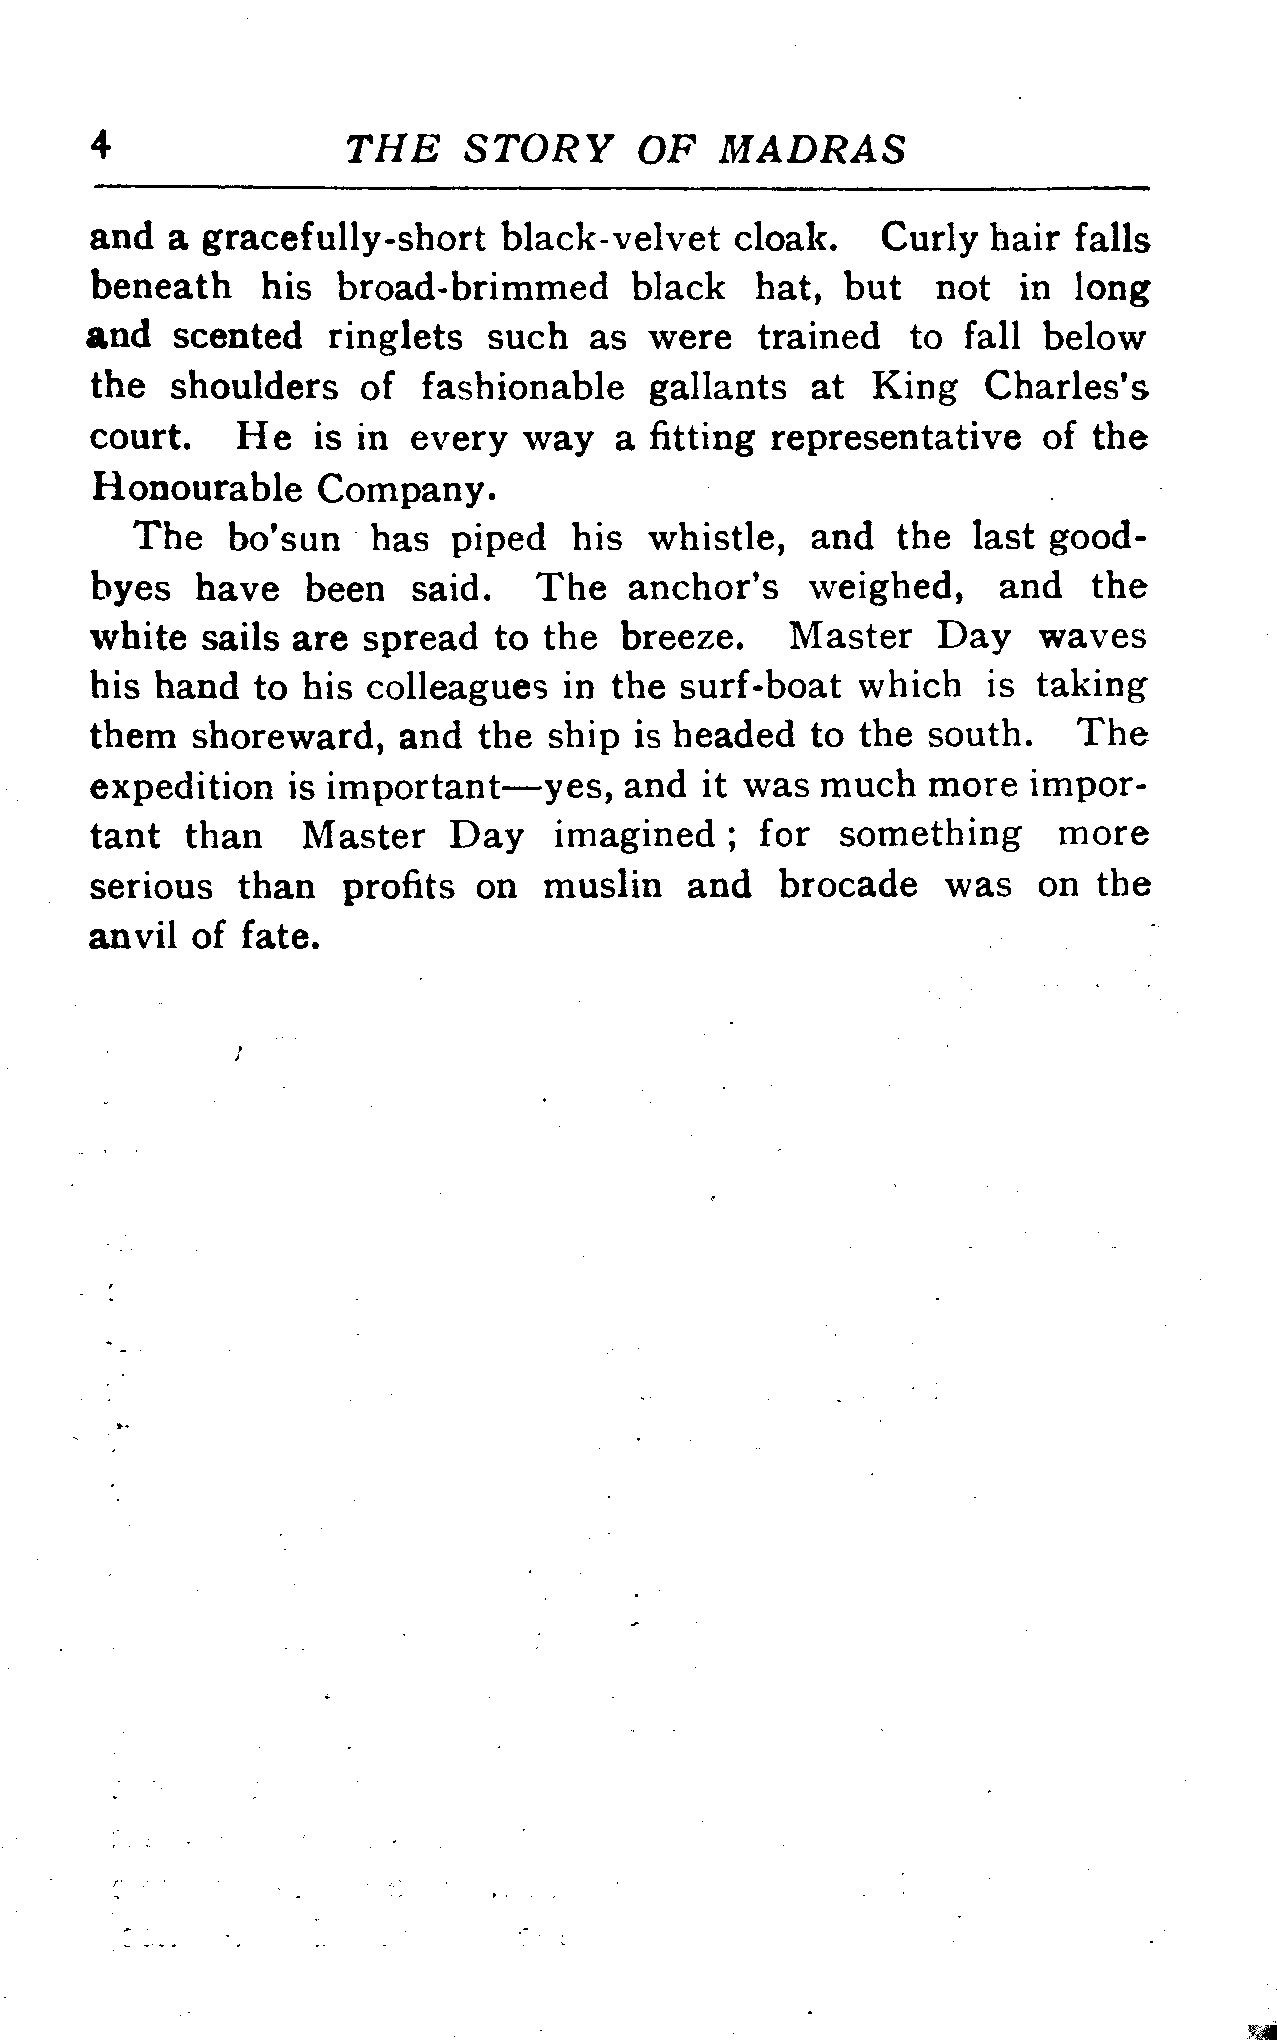 4 THE STORY OF MADRAS
and a gracefully-short black-velvet cloak. Curly hair falls
beneath his broad-brimmed black hat, but not in long
and scented ringlets such as were trained to fall below
the shoulders of fashionable gallants at King Charles's
court. He is in every way a fitting representative of the
Honourable Company.
The bo'sun has piped his whistle, and the last good-
byes have been said. The anchor's weighed, and the
white sails are spread to the breeze. Master Day waves
his hand to his colleagues in the surf-boat which is taking
them shoreward, and the ship is headed to the south. The
expedition is important—yes, and it was much more impor-
tant than Master Day imagined ; for something more
serious than profits on muslin and brocade was on the
anvil of fate.